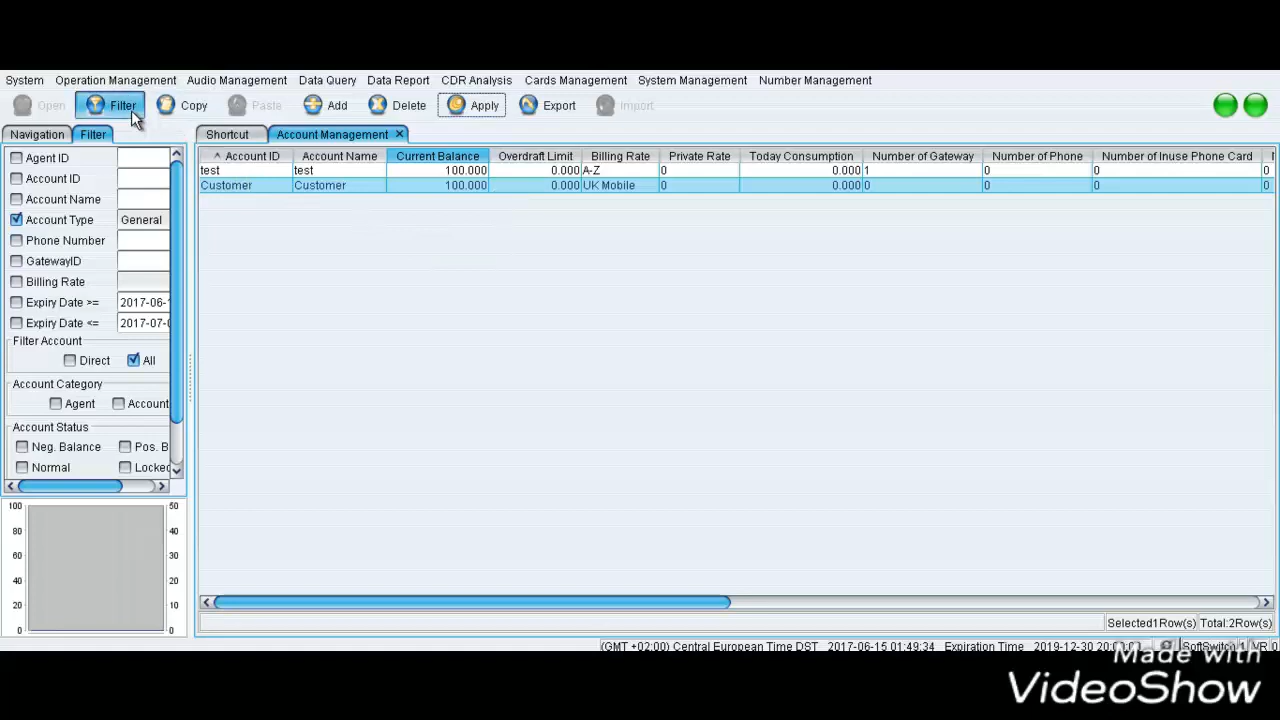 System Operation Management Audio Management Data Query Data Report CDR Analysis Cards Management System Management Number Management
Open Filter Copy Paste Add Delete Apply Export Import
Navigation Filter Shortcut Account Management
Account ID Account Name Current Balance Overdraft Limit Billing Rate Private Rate Today Consumption Number of Gateway Number of Phone Number of Inuse Phone Card
test test 100.000 0.000 A-Z 0 0.000 1 0 0 0
Customer Customer 100.000 0.000 UK Mobile 0 0.000 0 0 0 0
Agent ID
Account ID
Account Name
Account Type General
Phone Number
GatewayID
Billing Rate
Expiry Date >= 2017-06-
Expiry Date <= 2017-07-
Filter Account
Direct All
Account Category
Agent Account
Account Status
Neg. Balance Pos. B
Normal Locked
100 50
80 40
60 30
40 20
20 10
0 0
Selected1Row(s) Total:2Row(s)
(GMT +02:00) Central European Time DST 2017-06-15 01:49:34 Expiration Time 2019-12-30
Made with
VideoShow